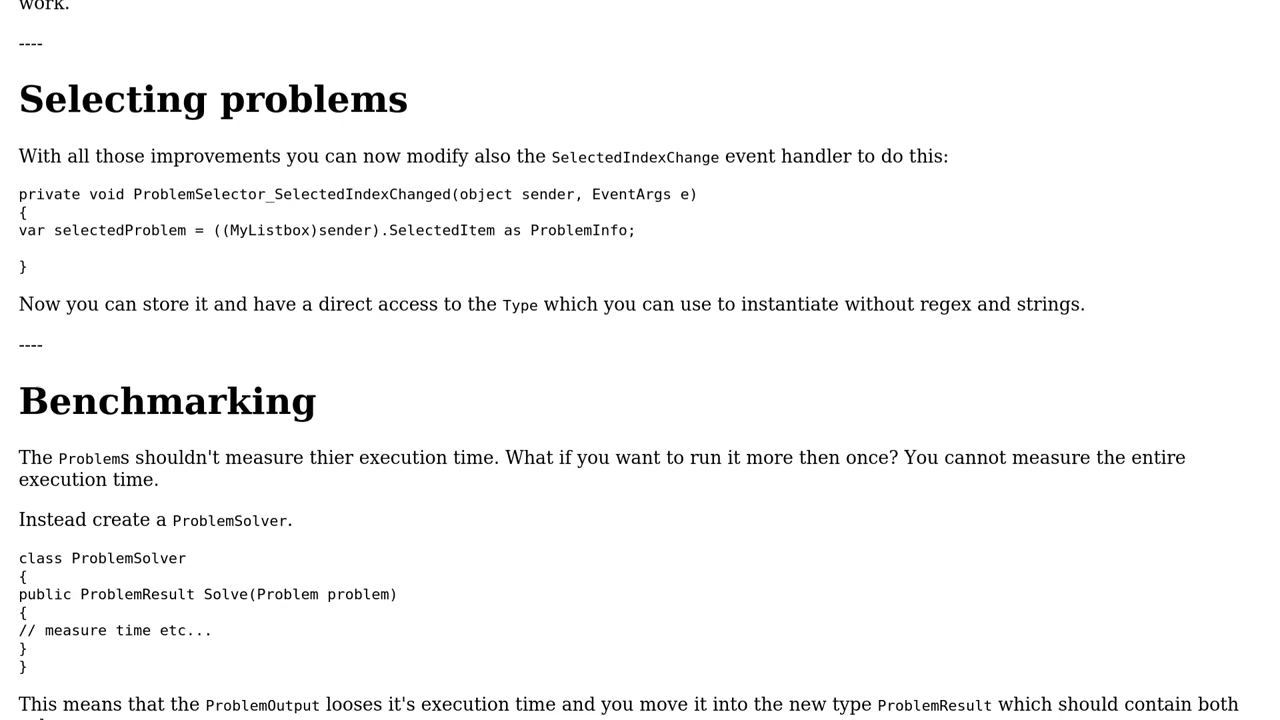 work.
----
Selecting problems
With all those improvements you can now modify also the SelectedIndexChange event handler to do this:
private void ProblemSelector_SelectedIndexChanged(object sender, EventArgs e)
{
var selectedProblem = ((MyListbox)sender).SelectedItem as ProblemInfo;
}
Now you can store it and have a direct access to the Type which you can use to instantiate without regex and strings.
----
Benchmarking
The Problems shouldn't measure thier execution time. What if you want to run it more then once? You cannot measure the entire
execution time.
Instead create a ProblemSolver.
class ProblemSolver
{
public ProblemResult Solve(Problem problem)
{
// measure time etc...
}
}
This means that the ProblemOutput looses it's execution time and you move it into the new type ProblemResult which should contain both